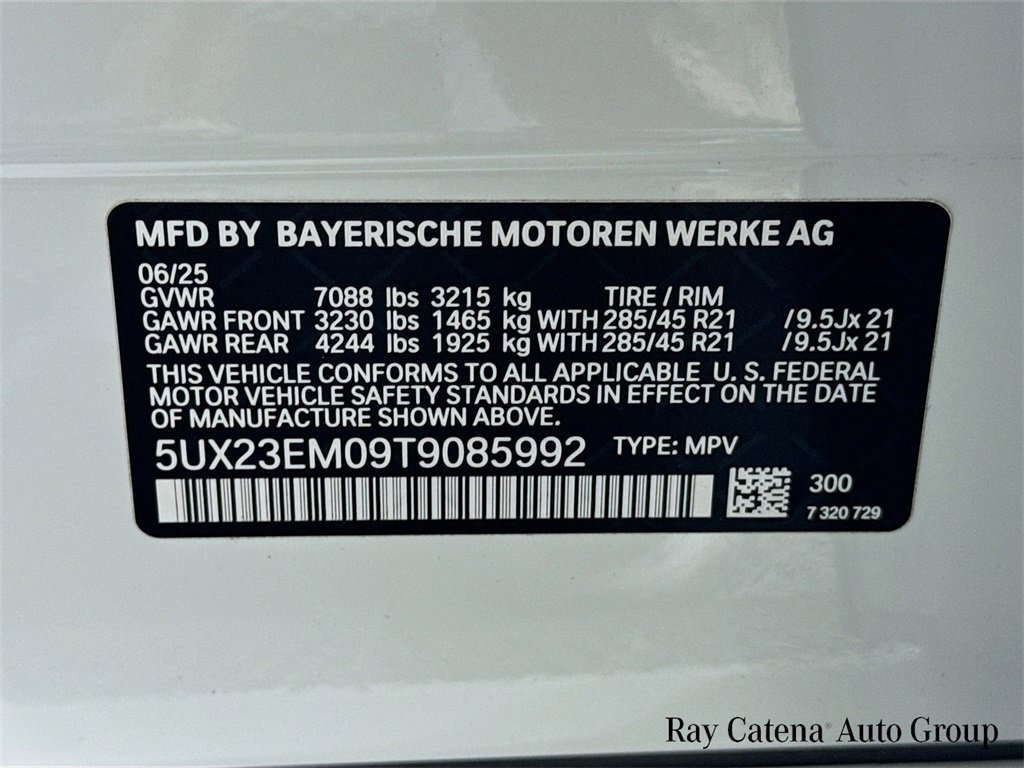 MFD BY BAYERISCHE MOTOREN WERKE AG
06/25
GVWR 7088 lbs 3215 kg TIRE / RIM
GAWR FRONT 3230 lbs 1465 kg WITH 285/45 R21 /9.5Jx 21
GAWR REAR 4244 lbs 1925 kg WITH 285/45 R21 /9.5Jx 21
THIS VEHICLE CONFORMS TO ALL APPLICABLE U. S. FEDERAL
MOTOR VEHICLE SAFETY STANDARDS IN EFFECT ON THE DATE
OF MANUFACTURE SHOWN ABOVE.
5UX23EM09T9085992 TYPE: MPV
300
7 320 729
Ray Catena® Auto Group